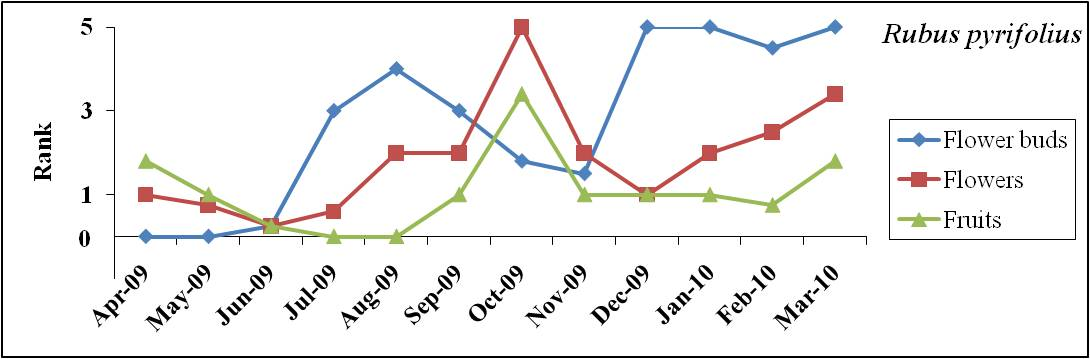 Rubus pyrifolius
Rank
5
3
1
0
Apr-09
May-09
Jun-09
Jul-09
Aug-09
Sep-09
Oct-09
Nov-09
Dec-09
Jan-10
Feb-10
Mar-10
Flower buds
Flowers
Fruits